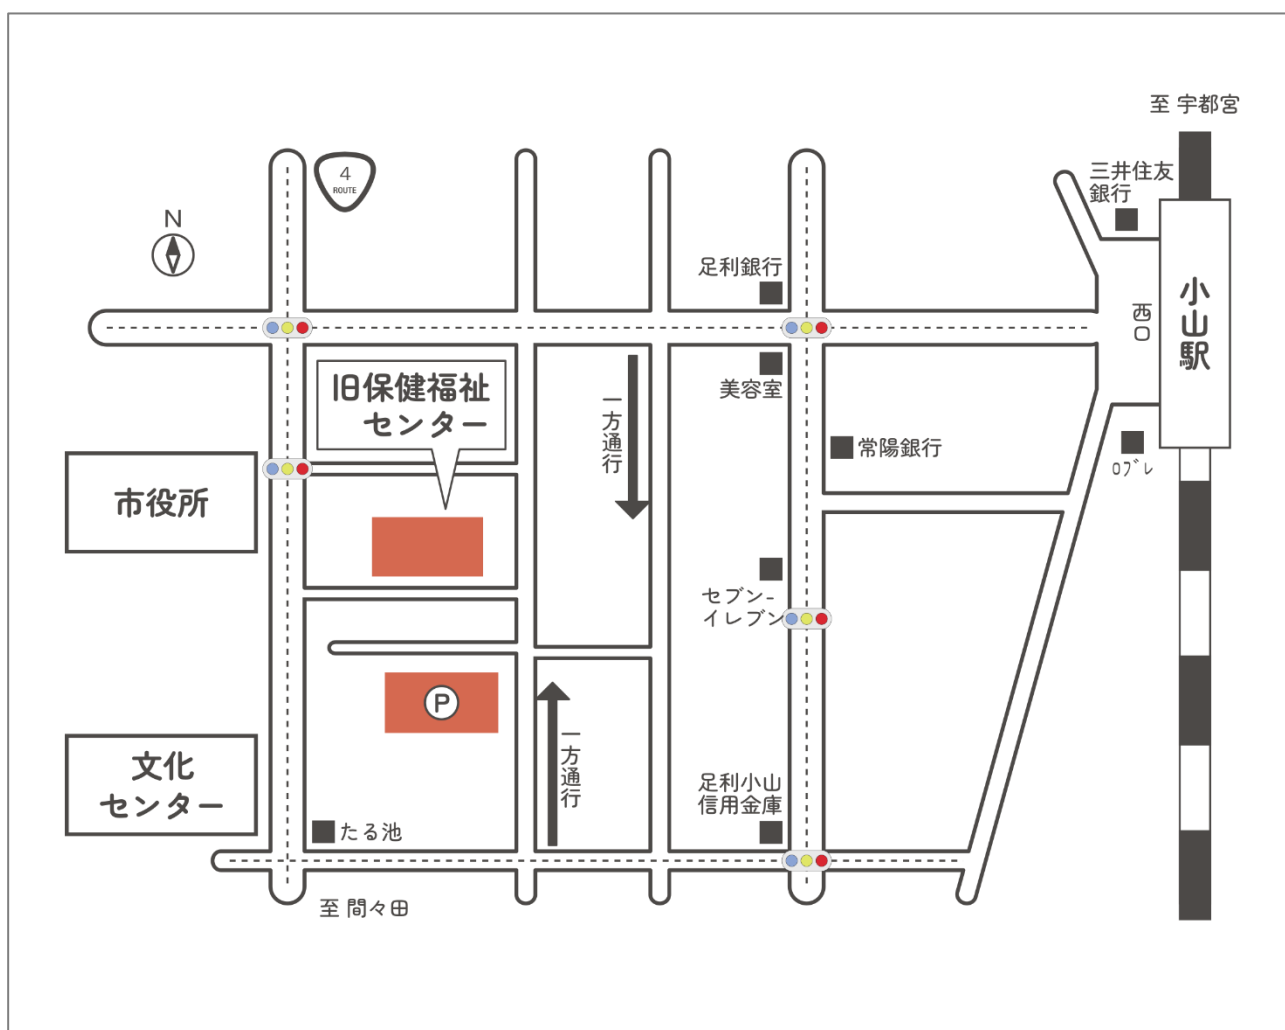 至 宇都宮
4
ROUTE
三井住友
銀行
N
足利銀行
小山駅
西口
旧保健福祉
センター
美容室
一方通行
常陽銀行
ロブレ
市役所
セブン-
イレブン
P
一方通行
文化
センター
足利小山
信用金庫
たる池
至 間々田